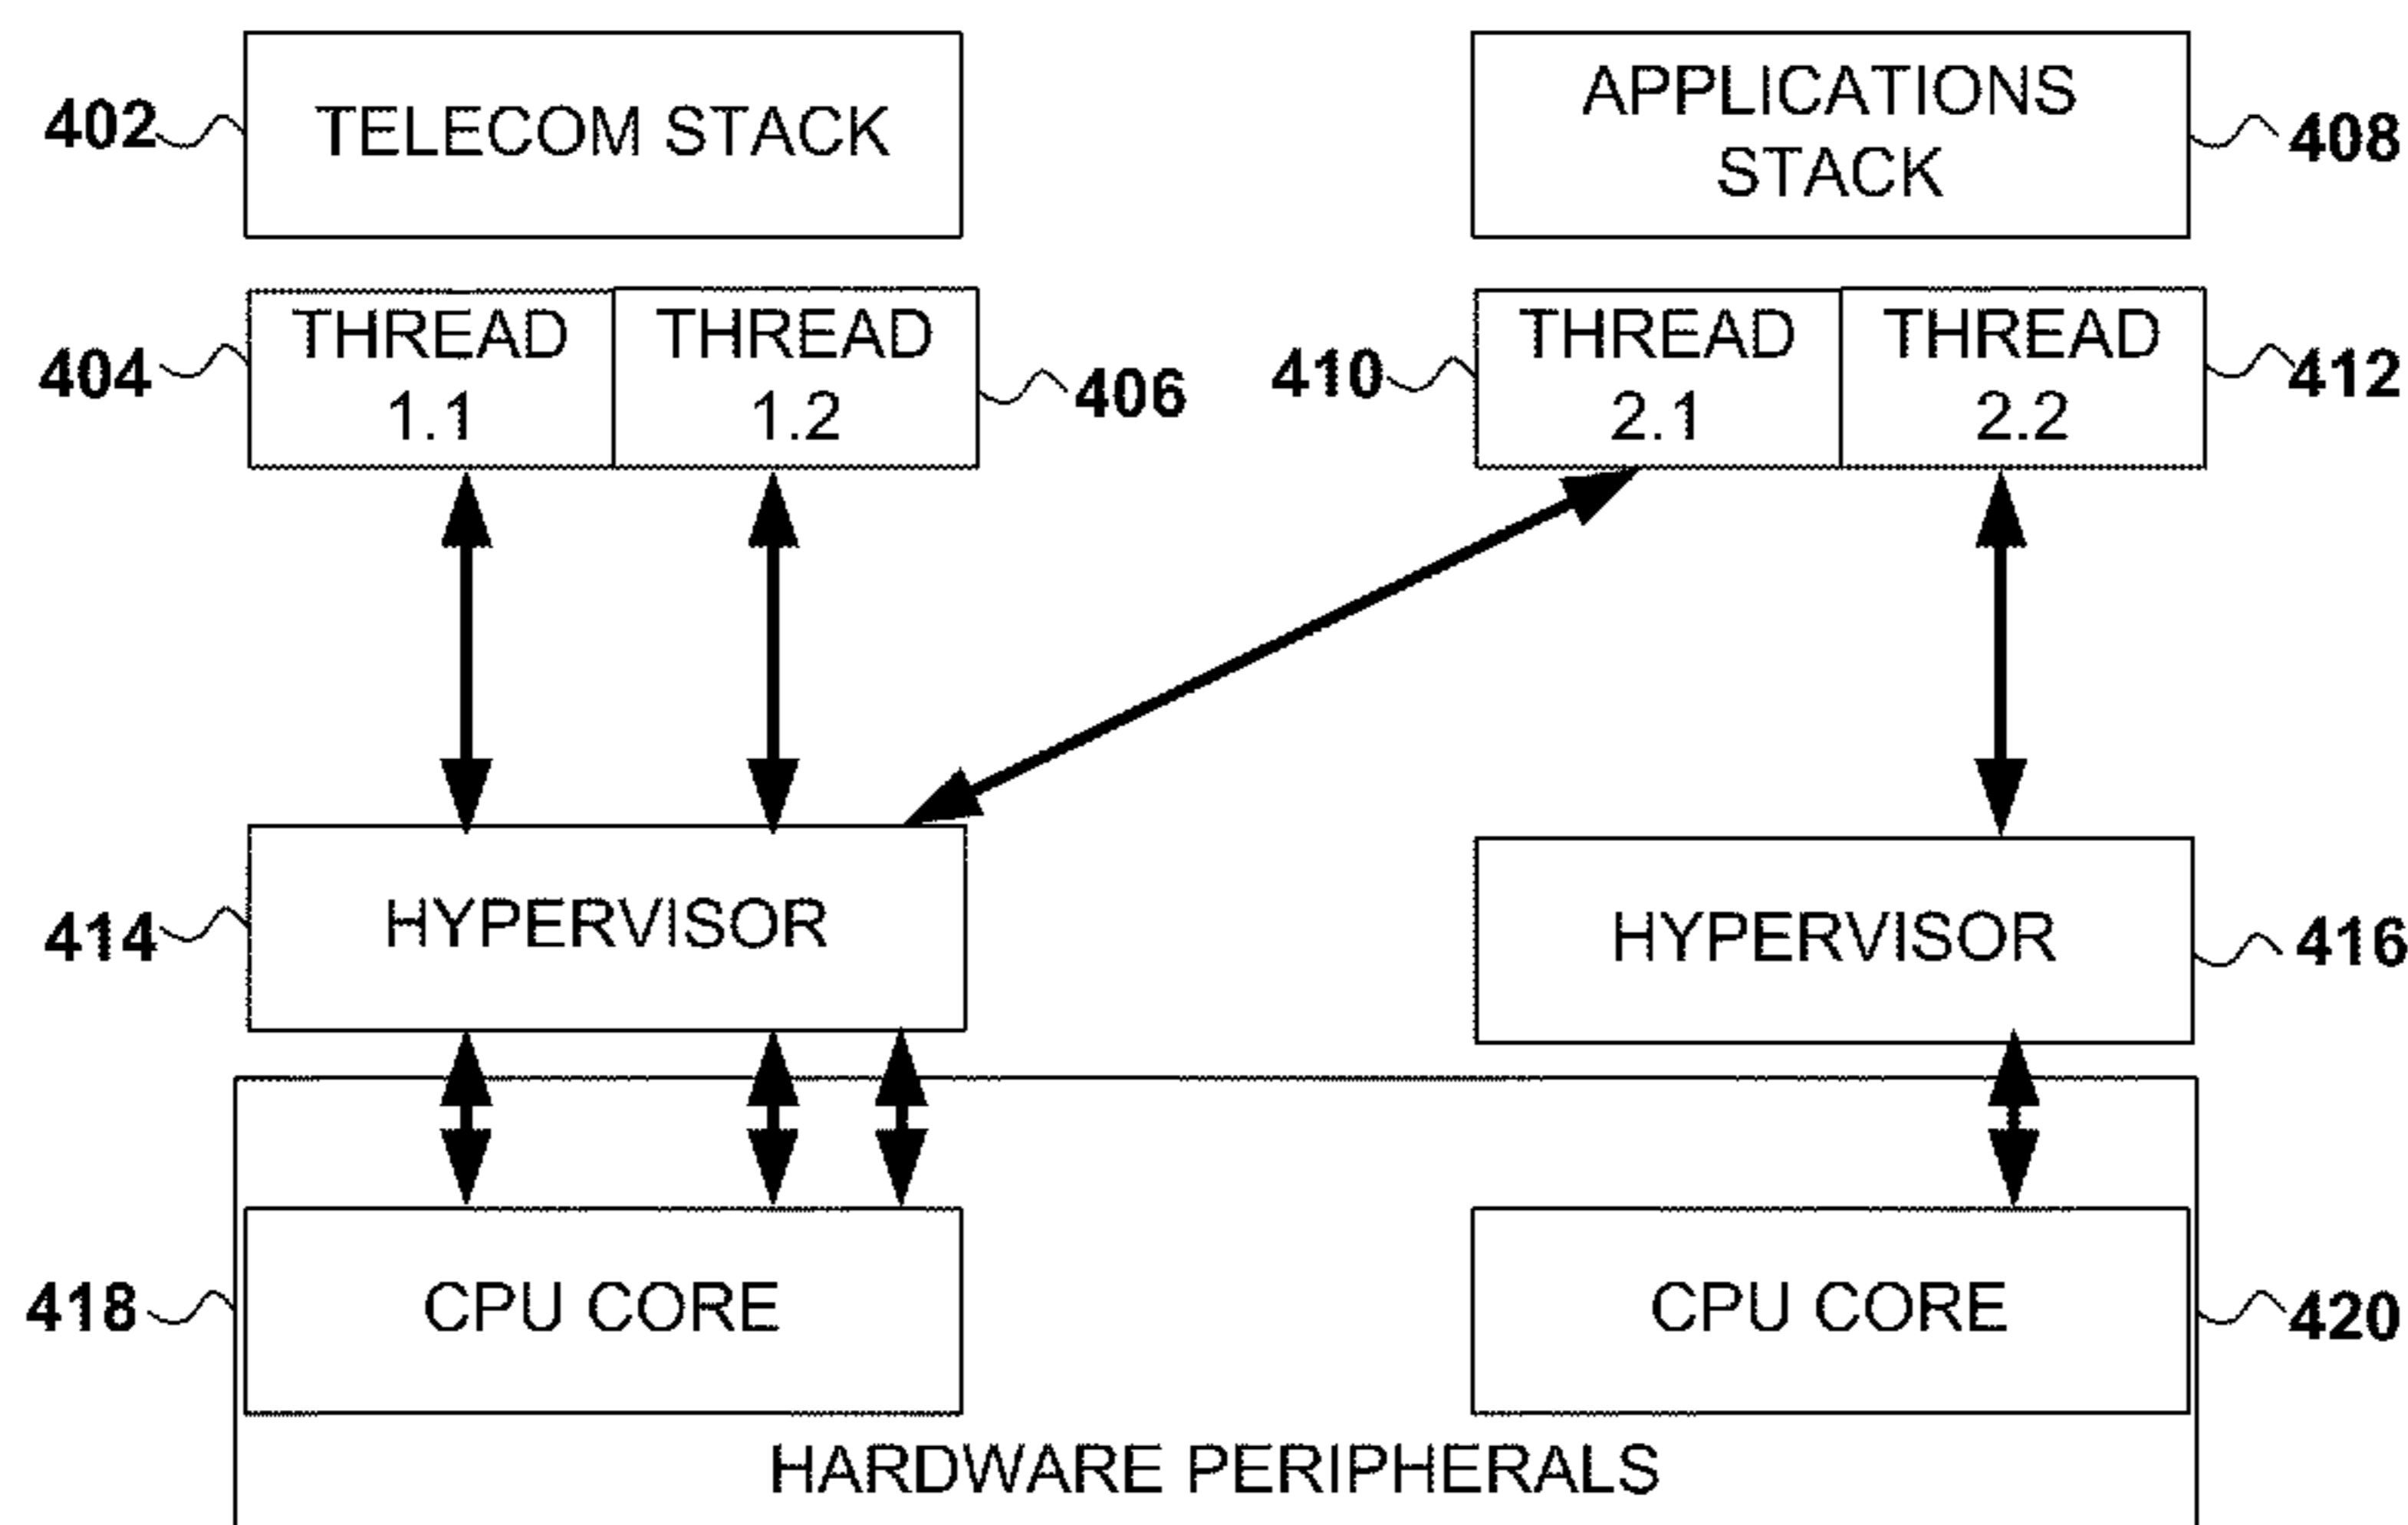 402
TELECOM STACK
APPLICATIONS
STACK
408
404
THREAD
1.1
THREAD
1.2
406
410
THREAD
2.1
THREAD
2.2
412
414
HYPERVISOR
HYPERVISOR
416
418
CPU CORE
CPU CORE
420
HARDWARE PERIPHERALS